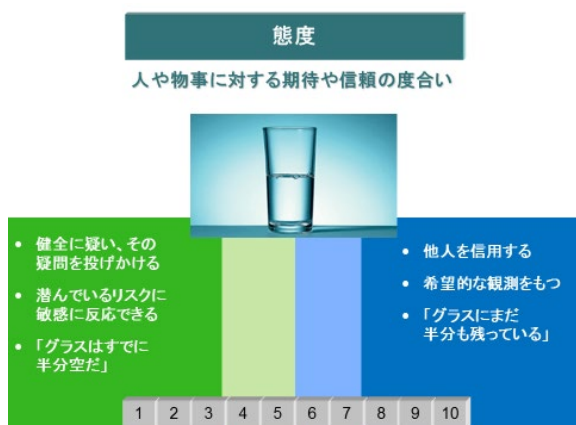 態度
人や物事に対する期待や信頼の度合い
• 健全に疑い、その
疑問を投げかける
• 潜んでいるリスクに
敏感に反応できる
• 「グラスはすでに
半分空だ」
• 他人を信用する
• 希望的な観測をもつ
• 「グラスにまだ
半分も残っている」
1 2 3 4 5 6 7 8 9 10